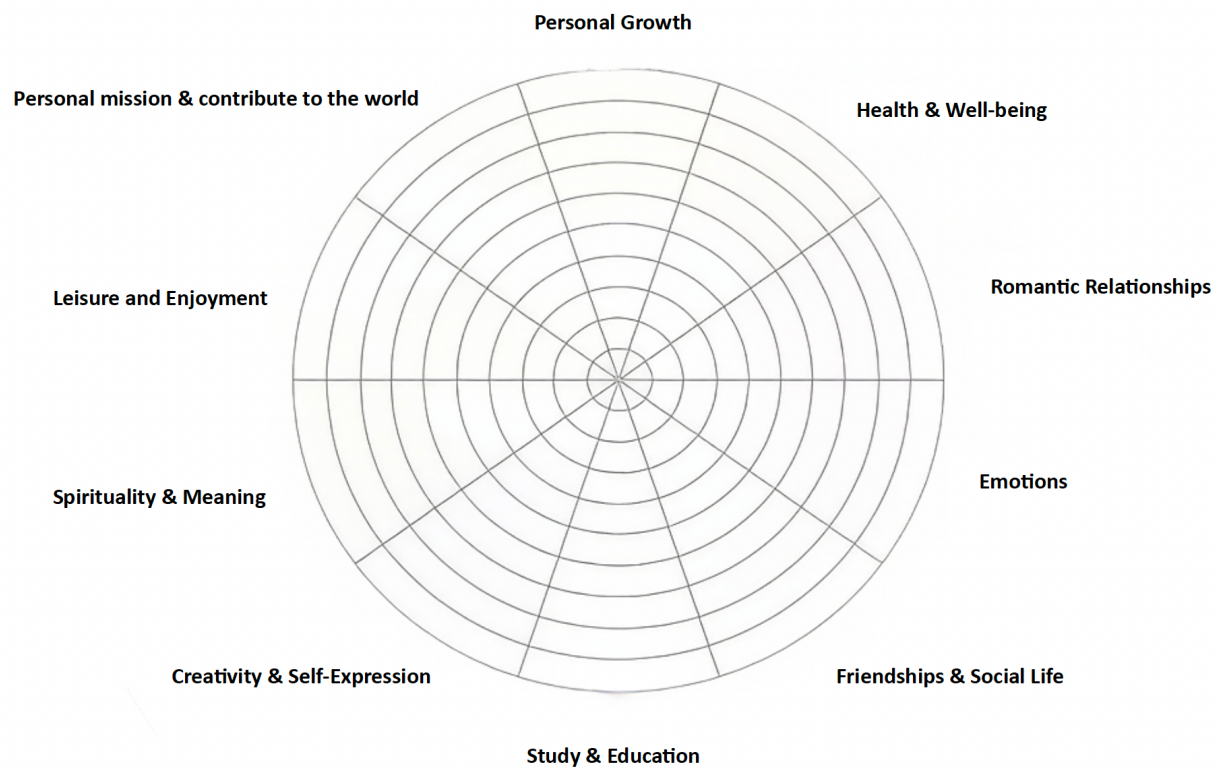 Personal Growth
Personal mission & contribute to the world
Health & Well-being
Romantic Relationships
Leisure and Enjoyment
Emotions
Spirituality & Meaning
Creativity & Self-Expression
Friendships & Social Life
Study & Education